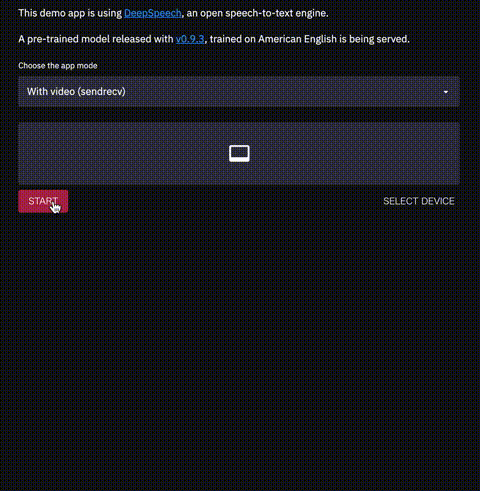 This demo app is using DeepSpeech, an open speech-to-text engine.
A pre-trained model released with v0.9.3, trained on American English is being served.
Choose the app mode
With video (sendrecv)
START
SELECT DEVICE